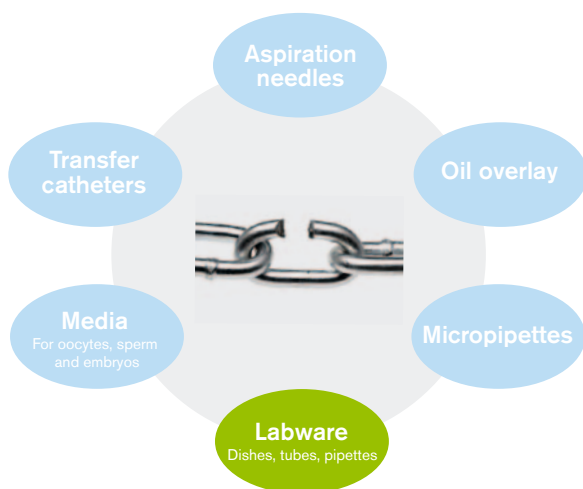 Aspiration
needles
Transfer
catheters
Oil overlay
Media
For oocytes, sperm
and embryos
Micropipettes
Labware
Dishes, tubes, pipettes